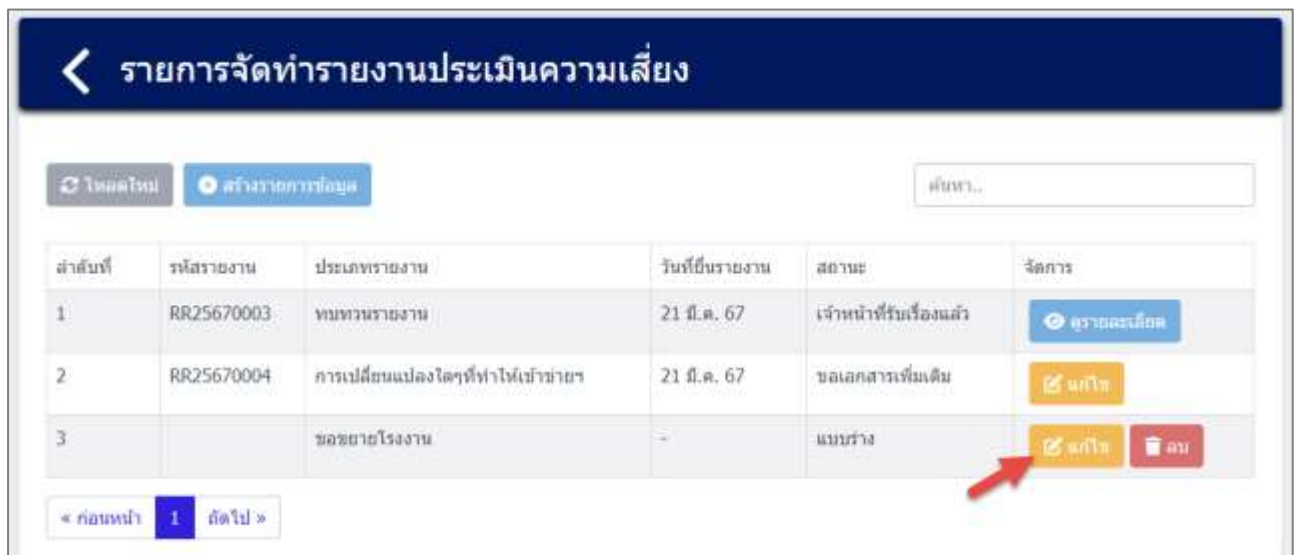 รายการจัดทำรายงานประเมินความเสี่ยง
โหลดใหม่ สร้างรายการข้อมูล ค้นหา..
ลำดับที่ รหัสรายงาน ประเภทรายงาน วันที่ยื่นรายงาน สถานะ จัดการ
1 RR25670003 ทบทวนรายงาน 21 มี.ค. 67 เจ้าหน้าที่รับเรื่องแล้ว ดูรายละเอียด
2 RR25670004 การเปลี่ยนแปลงใดๆที่ทำให้เข้าข่ายฯ 21 มี.ค. 67 ขอเอกสารเพิ่มเติม แก้ไข
3 ขอขยายโรงงาน - แบบร่าง แก้ไข ลบ
« ก่อนหน้า 1 ถัดไป »